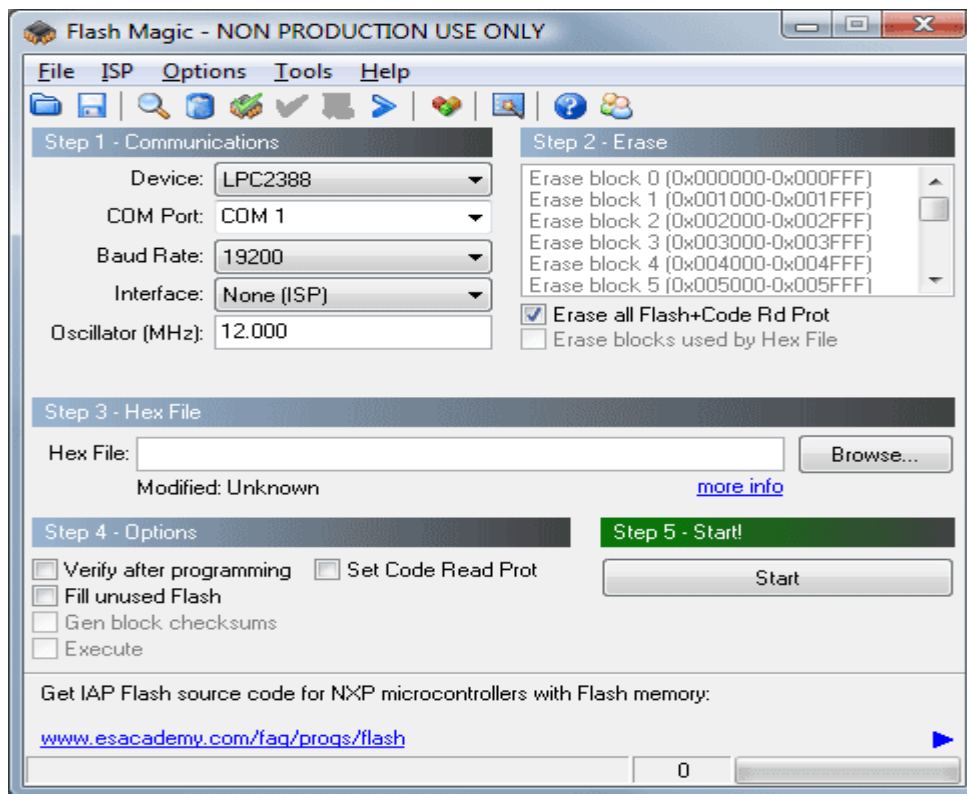 Flash Magic - NON PRODUCTION USE ONLY
File ISP Options Tools Help
Step 1 - Communications
Device: LPC2388
COM Port: COM 1
Baud Rate: 19200
Interface: None (ISP)
Oscillator (MHz): 12.000
Step 2 - Erase
Erase block 0 (0x000000-0x000FFF)
Erase block 1 (0x001000-0x001FFF)
Erase block 2 (0x002000-0x002FFF)
Erase block 3 (0x003000-0x003FFF)
Erase block 4 (0x004000-0x004FFF)
Erase block 5 (0x005000-0x005FFF)
Erase all Flash+Code Rd Prot
Erase blocks used by Hex File
Step 3 - Hex File
Hex File: Browse...
Modified: Unknown more info
Step 4 - Options
Verify after programming Set Code Read Prot
Fill unused Flash
Gen block checksums
Execute
Step 5 - Start!
Start
Get IAP Flash source code for NXP microcontrollers with Flash memory:
www.esacademy.com/faq/progs/flash
0